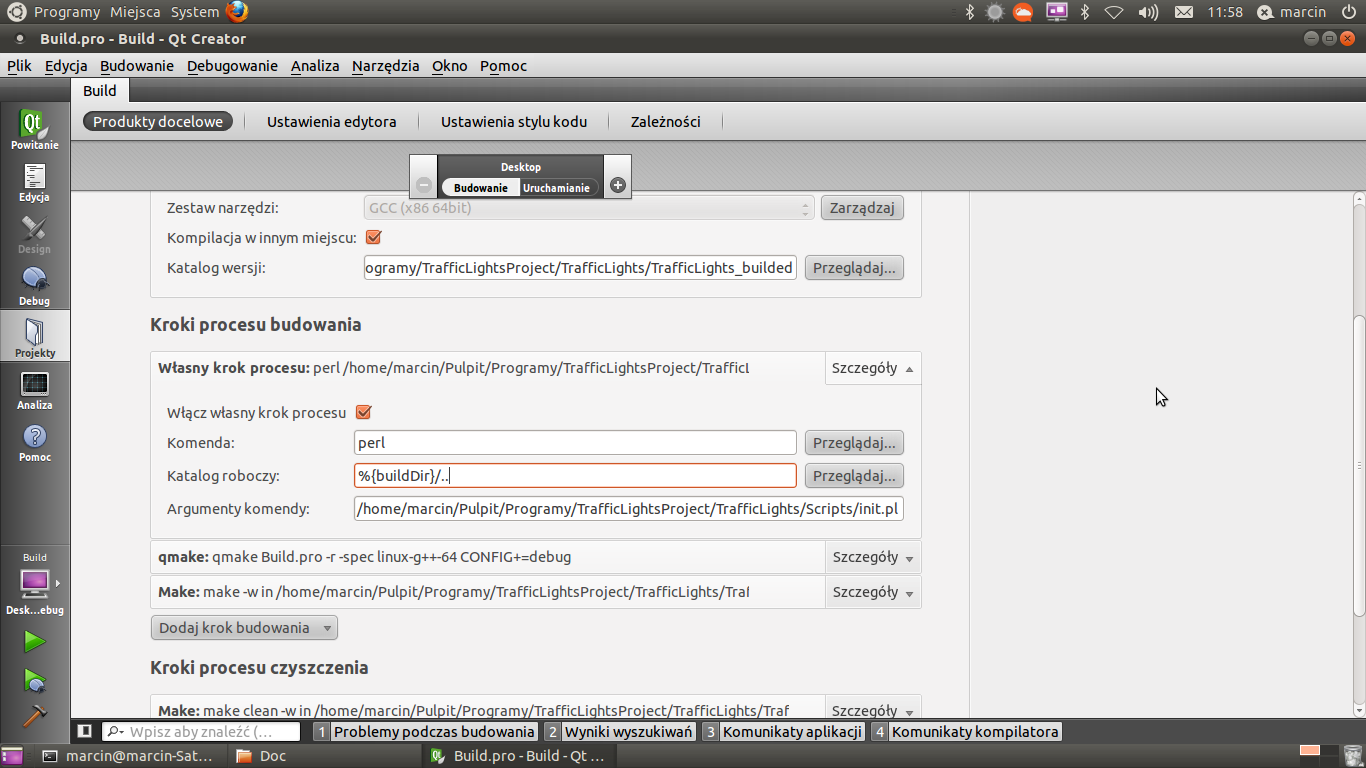 Programy Miejsca System 11:58 marcin
Build.pro - Build - Qt Creator
Plik Edycja Budowanie Debugowanie Analiza Narzędzia Okno Pomoc
Build
Produkty docelowe Ustawienia edytora Ustawienia stylu kodu Zależności
Qt
Powitanie
Edycja
Design
Debug
Projekty
Analiza
Pomoc
Build
Desk...ebug
Desktop
Budowanie Uruchamianie
Zestaw narzędzi: GCC (x86 64bit) Zarządzaj
Kompilacja w innym miejscu:
Katalog wersji: ogramy/TrafficLightsProject/TrafficLights/TrafficLights_builded Przeglądaj...
Kroki procesu budowania
Własny krok procesu: perl /home/marcin/Pulpit/Programy/TrafficLightsProject/TrafficL Szczegóły
Włącz własny krok procesu
Komenda: perl Przeglądaj...
Katalog roboczy: %{buildDir}/.. Przeglądaj...
Argumenty komendy: /home/marcin/Pulpit/Programy/TrafficLightsProject/TrafficLights/Scripts/init.pl
qmake: qmake Build.pro -r -spec linux-g++-64 CONFIG+=debug Szczegóły
Make: make -w in /home/marcin/Pulpit/Programy/TrafficLightsProject/TrafficLights/Traf Szczegóły
Dodaj krok budowania
Kroki procesu czyszczenia
Make: make clean -w in /home/marcin/Pulpit/Programy/TrafficLightsProject/TrafficLights/Traf Szczegóły
Wpisz aby znaleźć (... 1 Problemy podczas budowania 2 Wyniki wyszukiwań 3 Komunikaty aplikacji 4 Komunikaty kompilatora
marcin@marcin-Sat... Doc Build.pro - Build - Qt ...